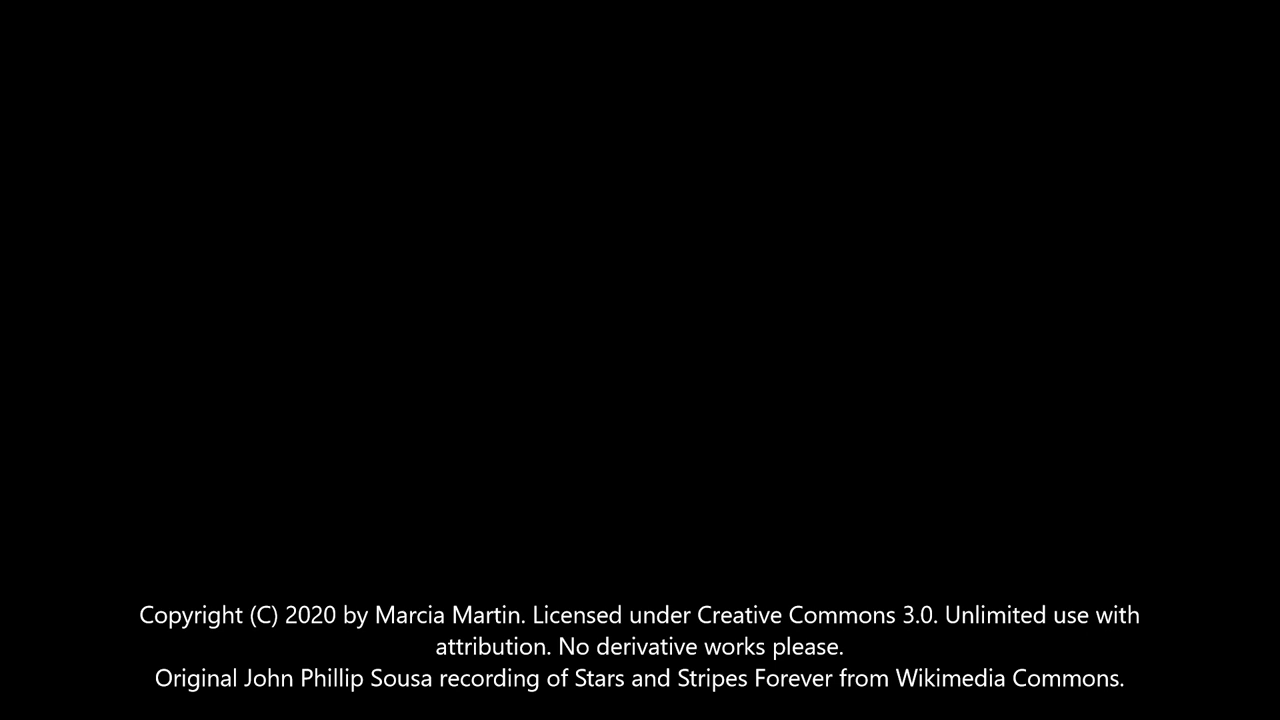 Copyright (C) 2020 by Marcia Martin. Licensed under Creative Commons 3.0. Unlimited use with
attribution. No derivative works please.
Original John Phillip Sousa recording of Stars and Stripes Forever from Wikimedia Commons.